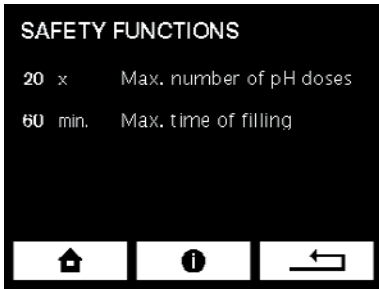 SAFETY FUNCTIONS
20 x Max. number of pH doses
60 min. Max. time of filling